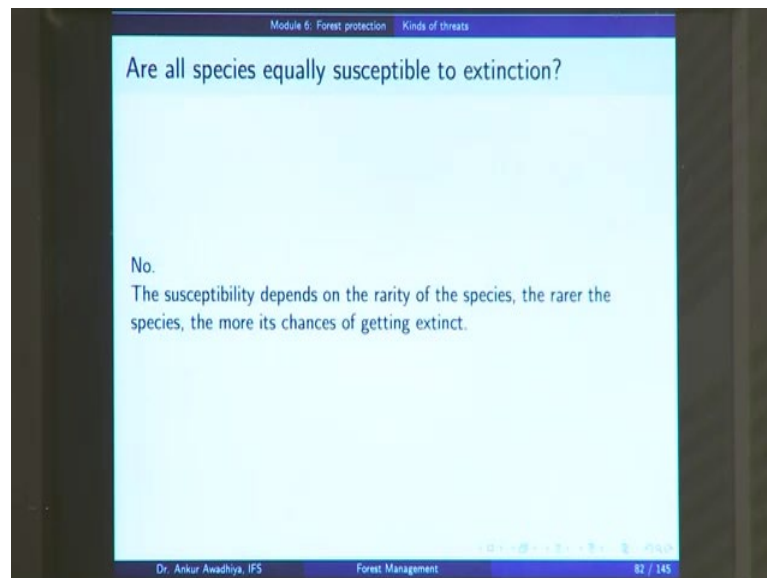 Module 6: Forest protection Kinds of threats
Are all species equally susceptible to extinction?
No.
The susceptibility depends on the rarity of the species, the rarer the
species, the more its chances of getting extinct.
Dr. Ankur Awadhiya, IFS Forest Management 82 / 145